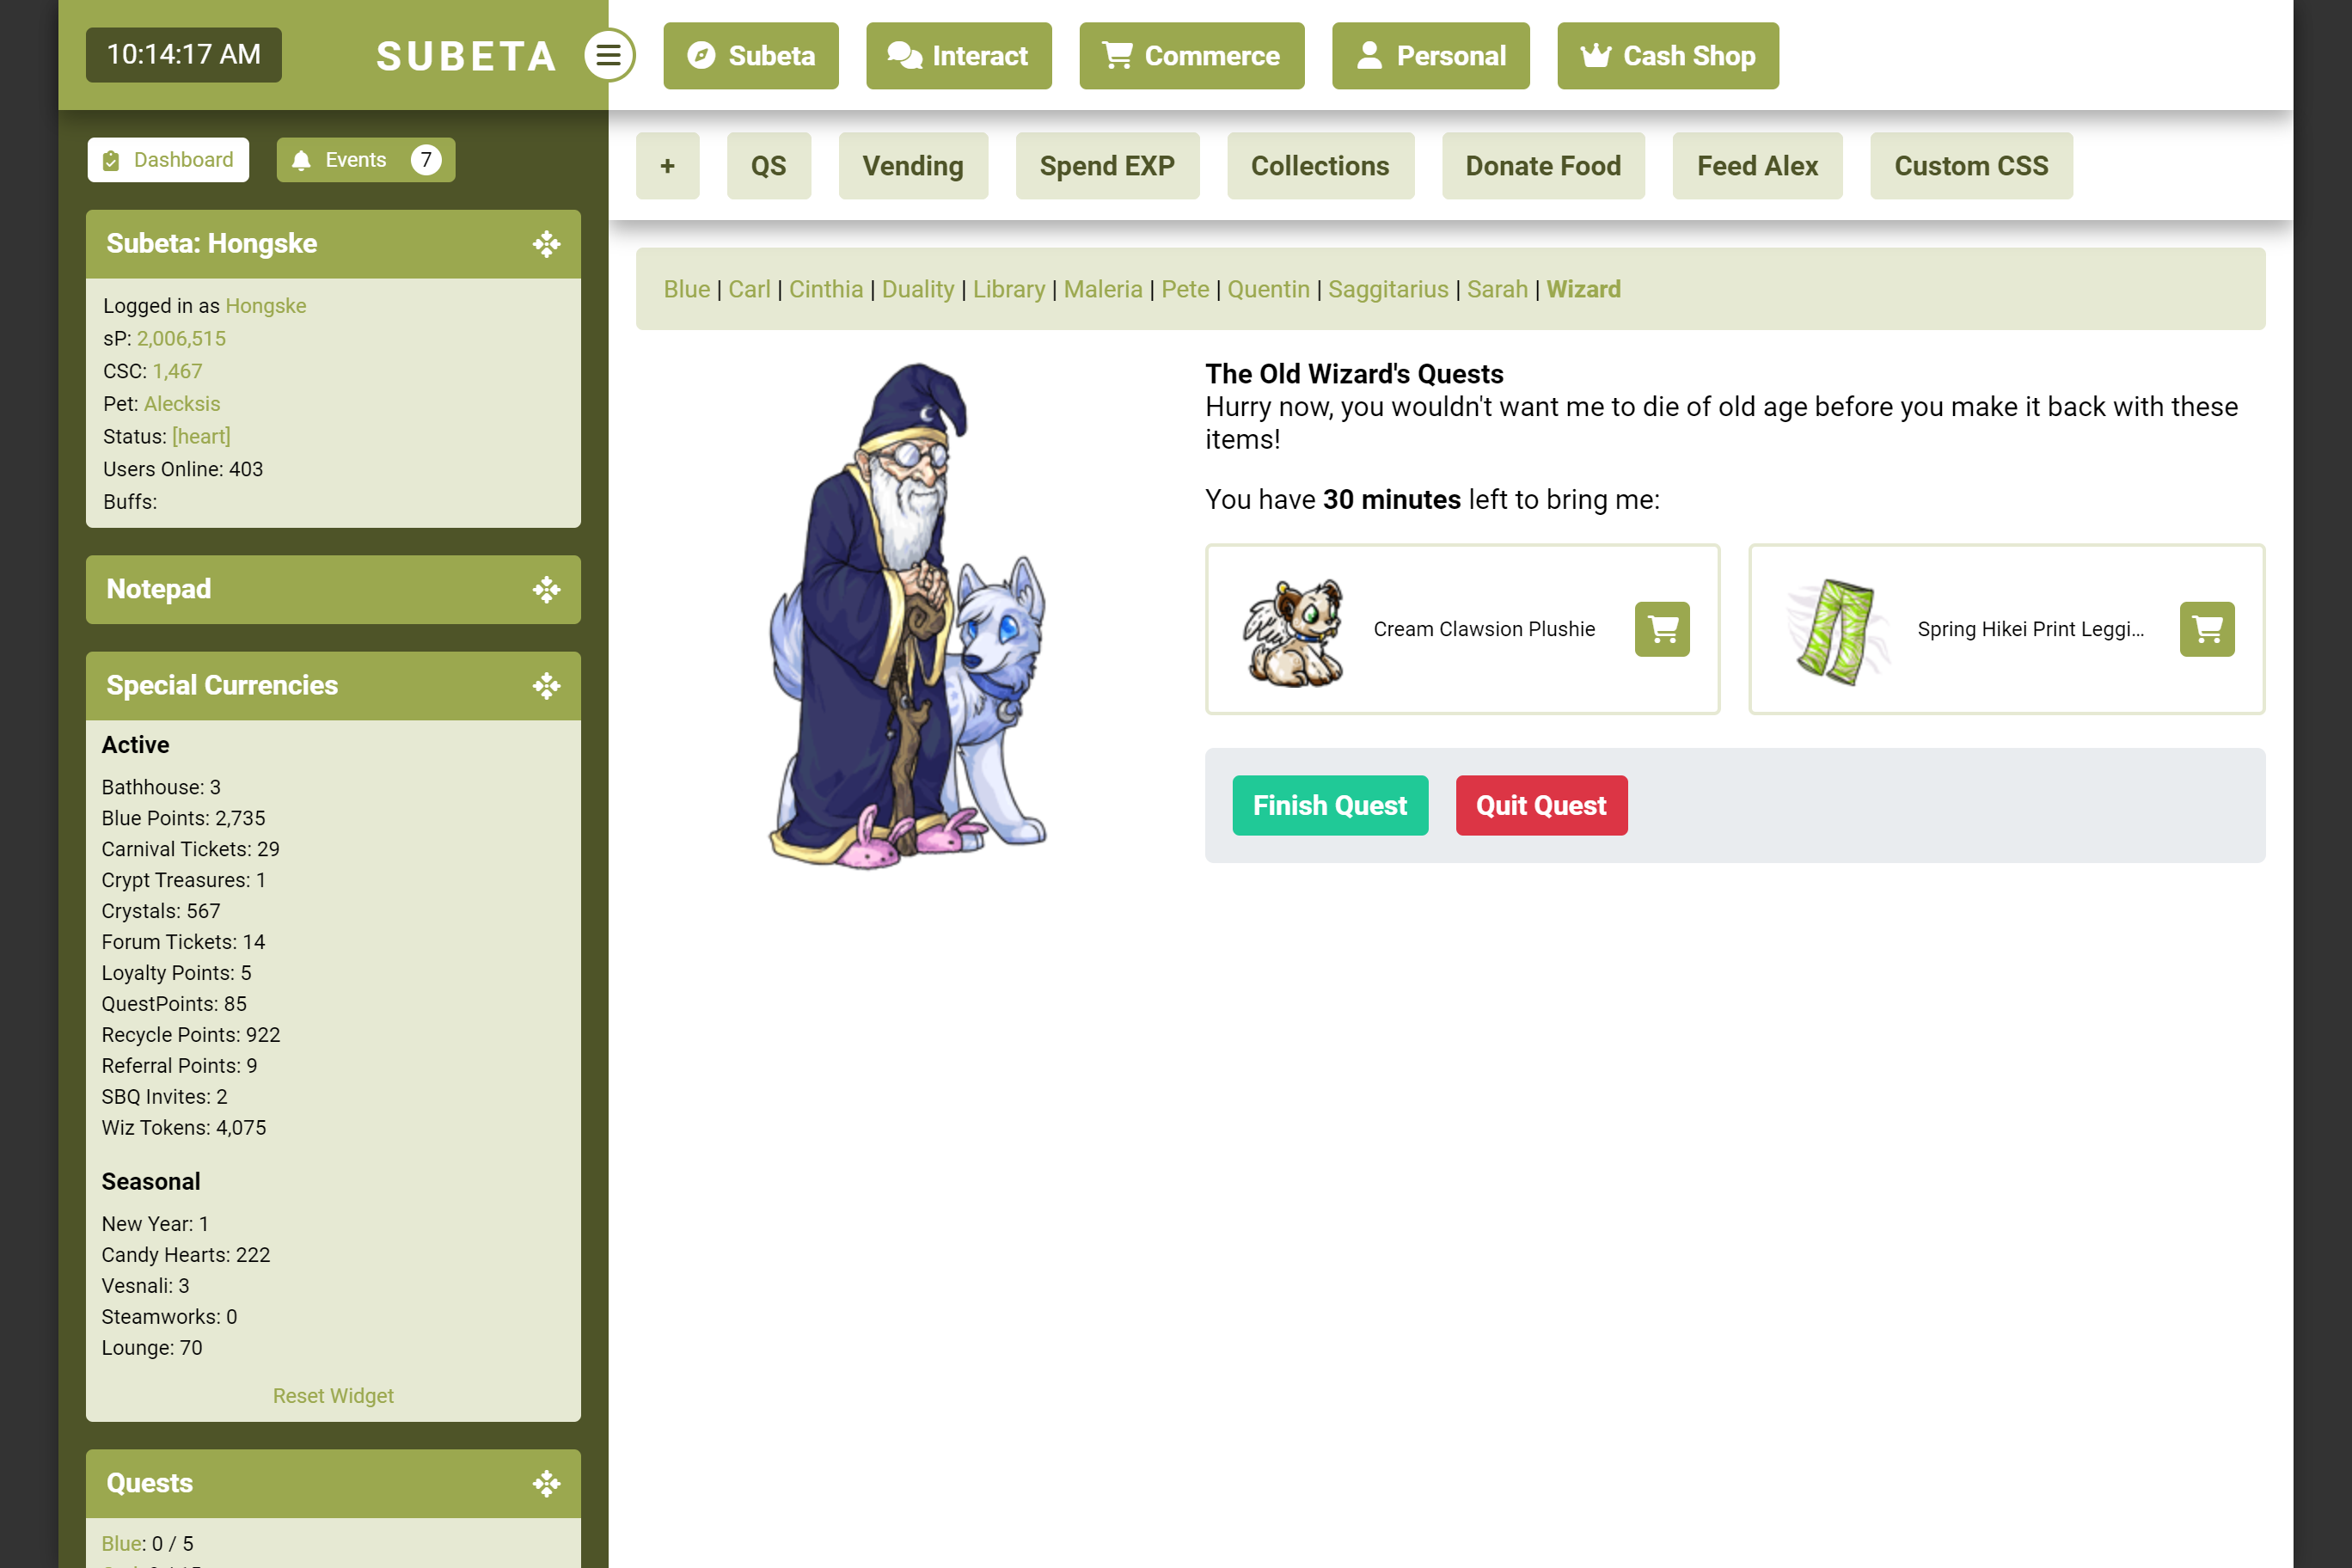 10:14:17 AM
SUBETA
Subeta
Interact
Commerce
Personal
Cash Shop
Dashboard
Events 7
+
QS
Vending
Spend EXP
Collections
Donate Food
Feed Alex
Custom CSS
Subeta: Hongske
Logged in as Hongske
sP: 2,006,515
CSC: 1,467
Pet: Alecksis
Status: [heart]
Users Online: 403
Buffs:
Notepad
Special Currencies
Active
Bathhouse: 3
Blue Points: 2,735
Carnival Tickets: 29
Crypt Treasures: 1
Crystals: 567
Forum Tickets: 14
Loyalty Points: 5
QuestPoints: 85
Recycle Points: 922
Referral Points: 9
SBQ Invites: 2
Wiz Tokens: 4,075
Seasonal
New Year: 1
Candy Hearts: 222
Vesnali: 3
Steamworks: 0
Lounge: 70
Reset Widget
Quests
Blue: 0 / 5
Blue | Carl | Cinthia | Duality | Library | Maleria | Pete | Quentin | Saggitarius | Sarah | Wizard
The Old Wizard's Quests
Hurry now, you wouldn't want me to die of old age before you make it back with these
items!
You have 30 minutes left to bring me:
Cream Clawsion Plushie
Spring Hikei Print Leggi...
Finish Quest
Quit Quest